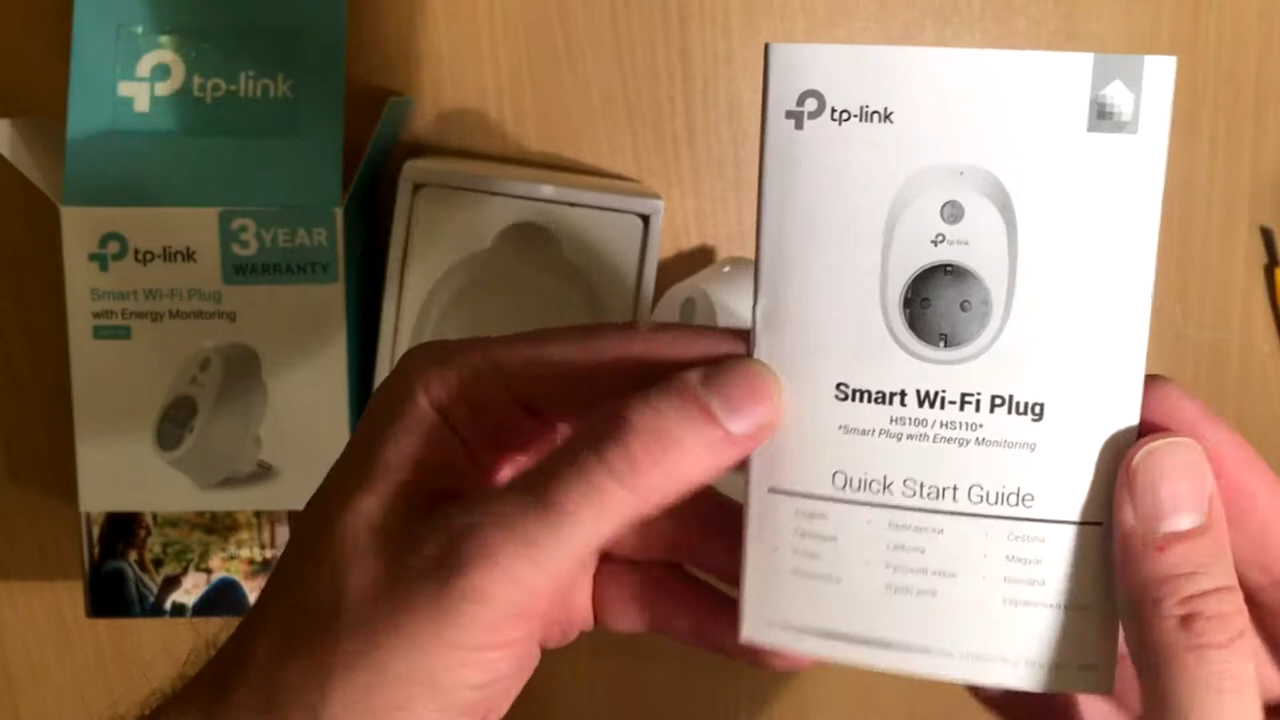 tp-link
tp-link
3 YEAR
WARRANTY
Smart Wi-Fi Plug
with Energy Monitoring
tp-link
tp-link
Smart Wi-Fi Plug
HS100 / HS110*
*Smart Plug with Energy Monitoring
Quick Start Guide
English
Български
Čeština
Latviešu
Lietuvių
Magyar
Русский язык
Română